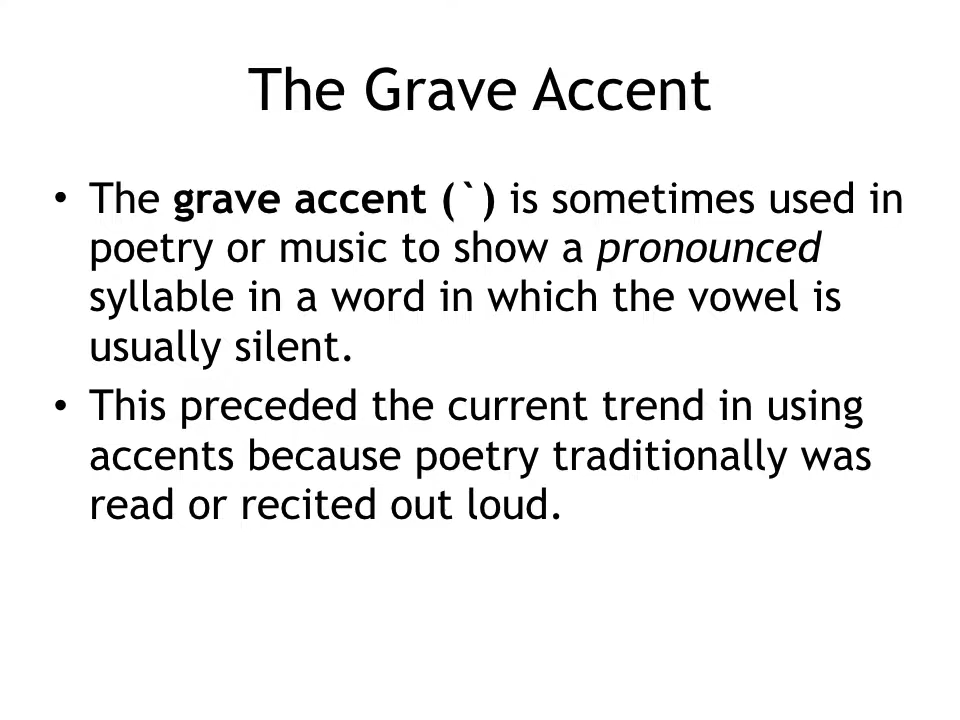 The Grave Accent
• The grave accent (`) is sometimes used in
poetry or music to show a pronounced
syllable in a word in which the vowel is
usually silent.
• This preceded the current trend in using
accents because poetry traditionally was
read or recited out loud.